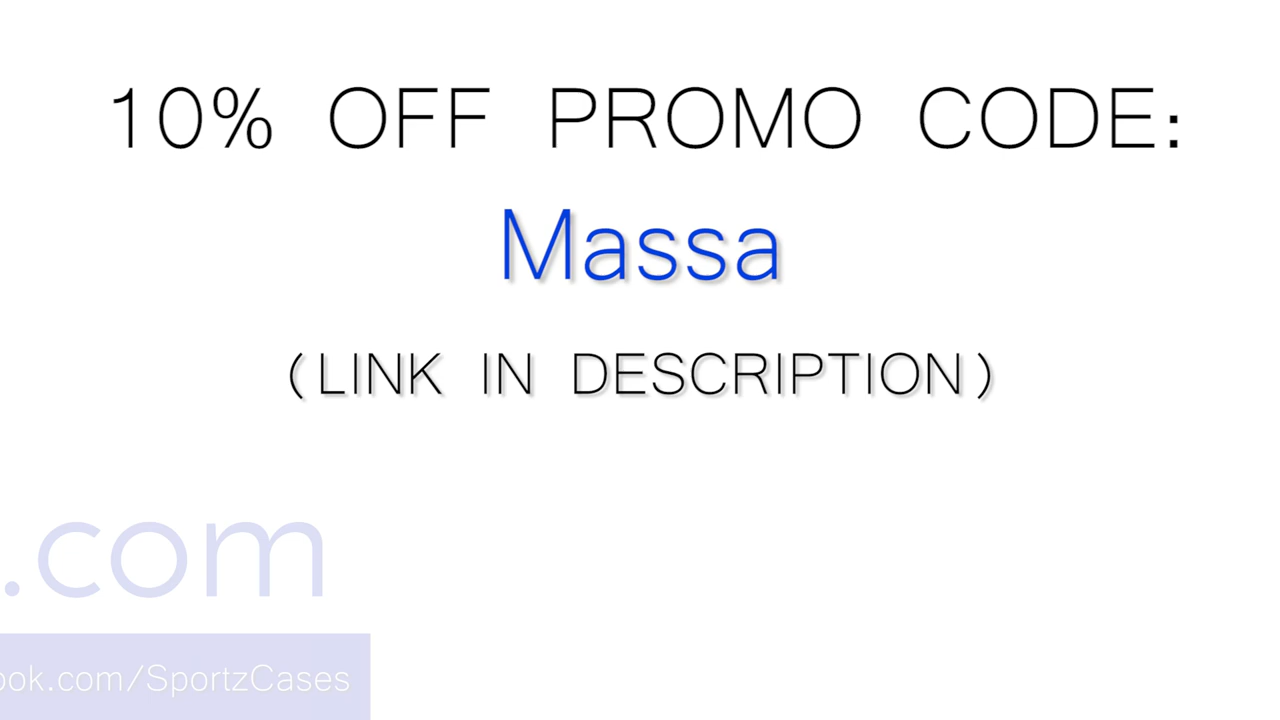 10% OFF PROMO CODE:
Massa
(LINK IN DESCRIPTION)
.com
ook.com/SportzCases